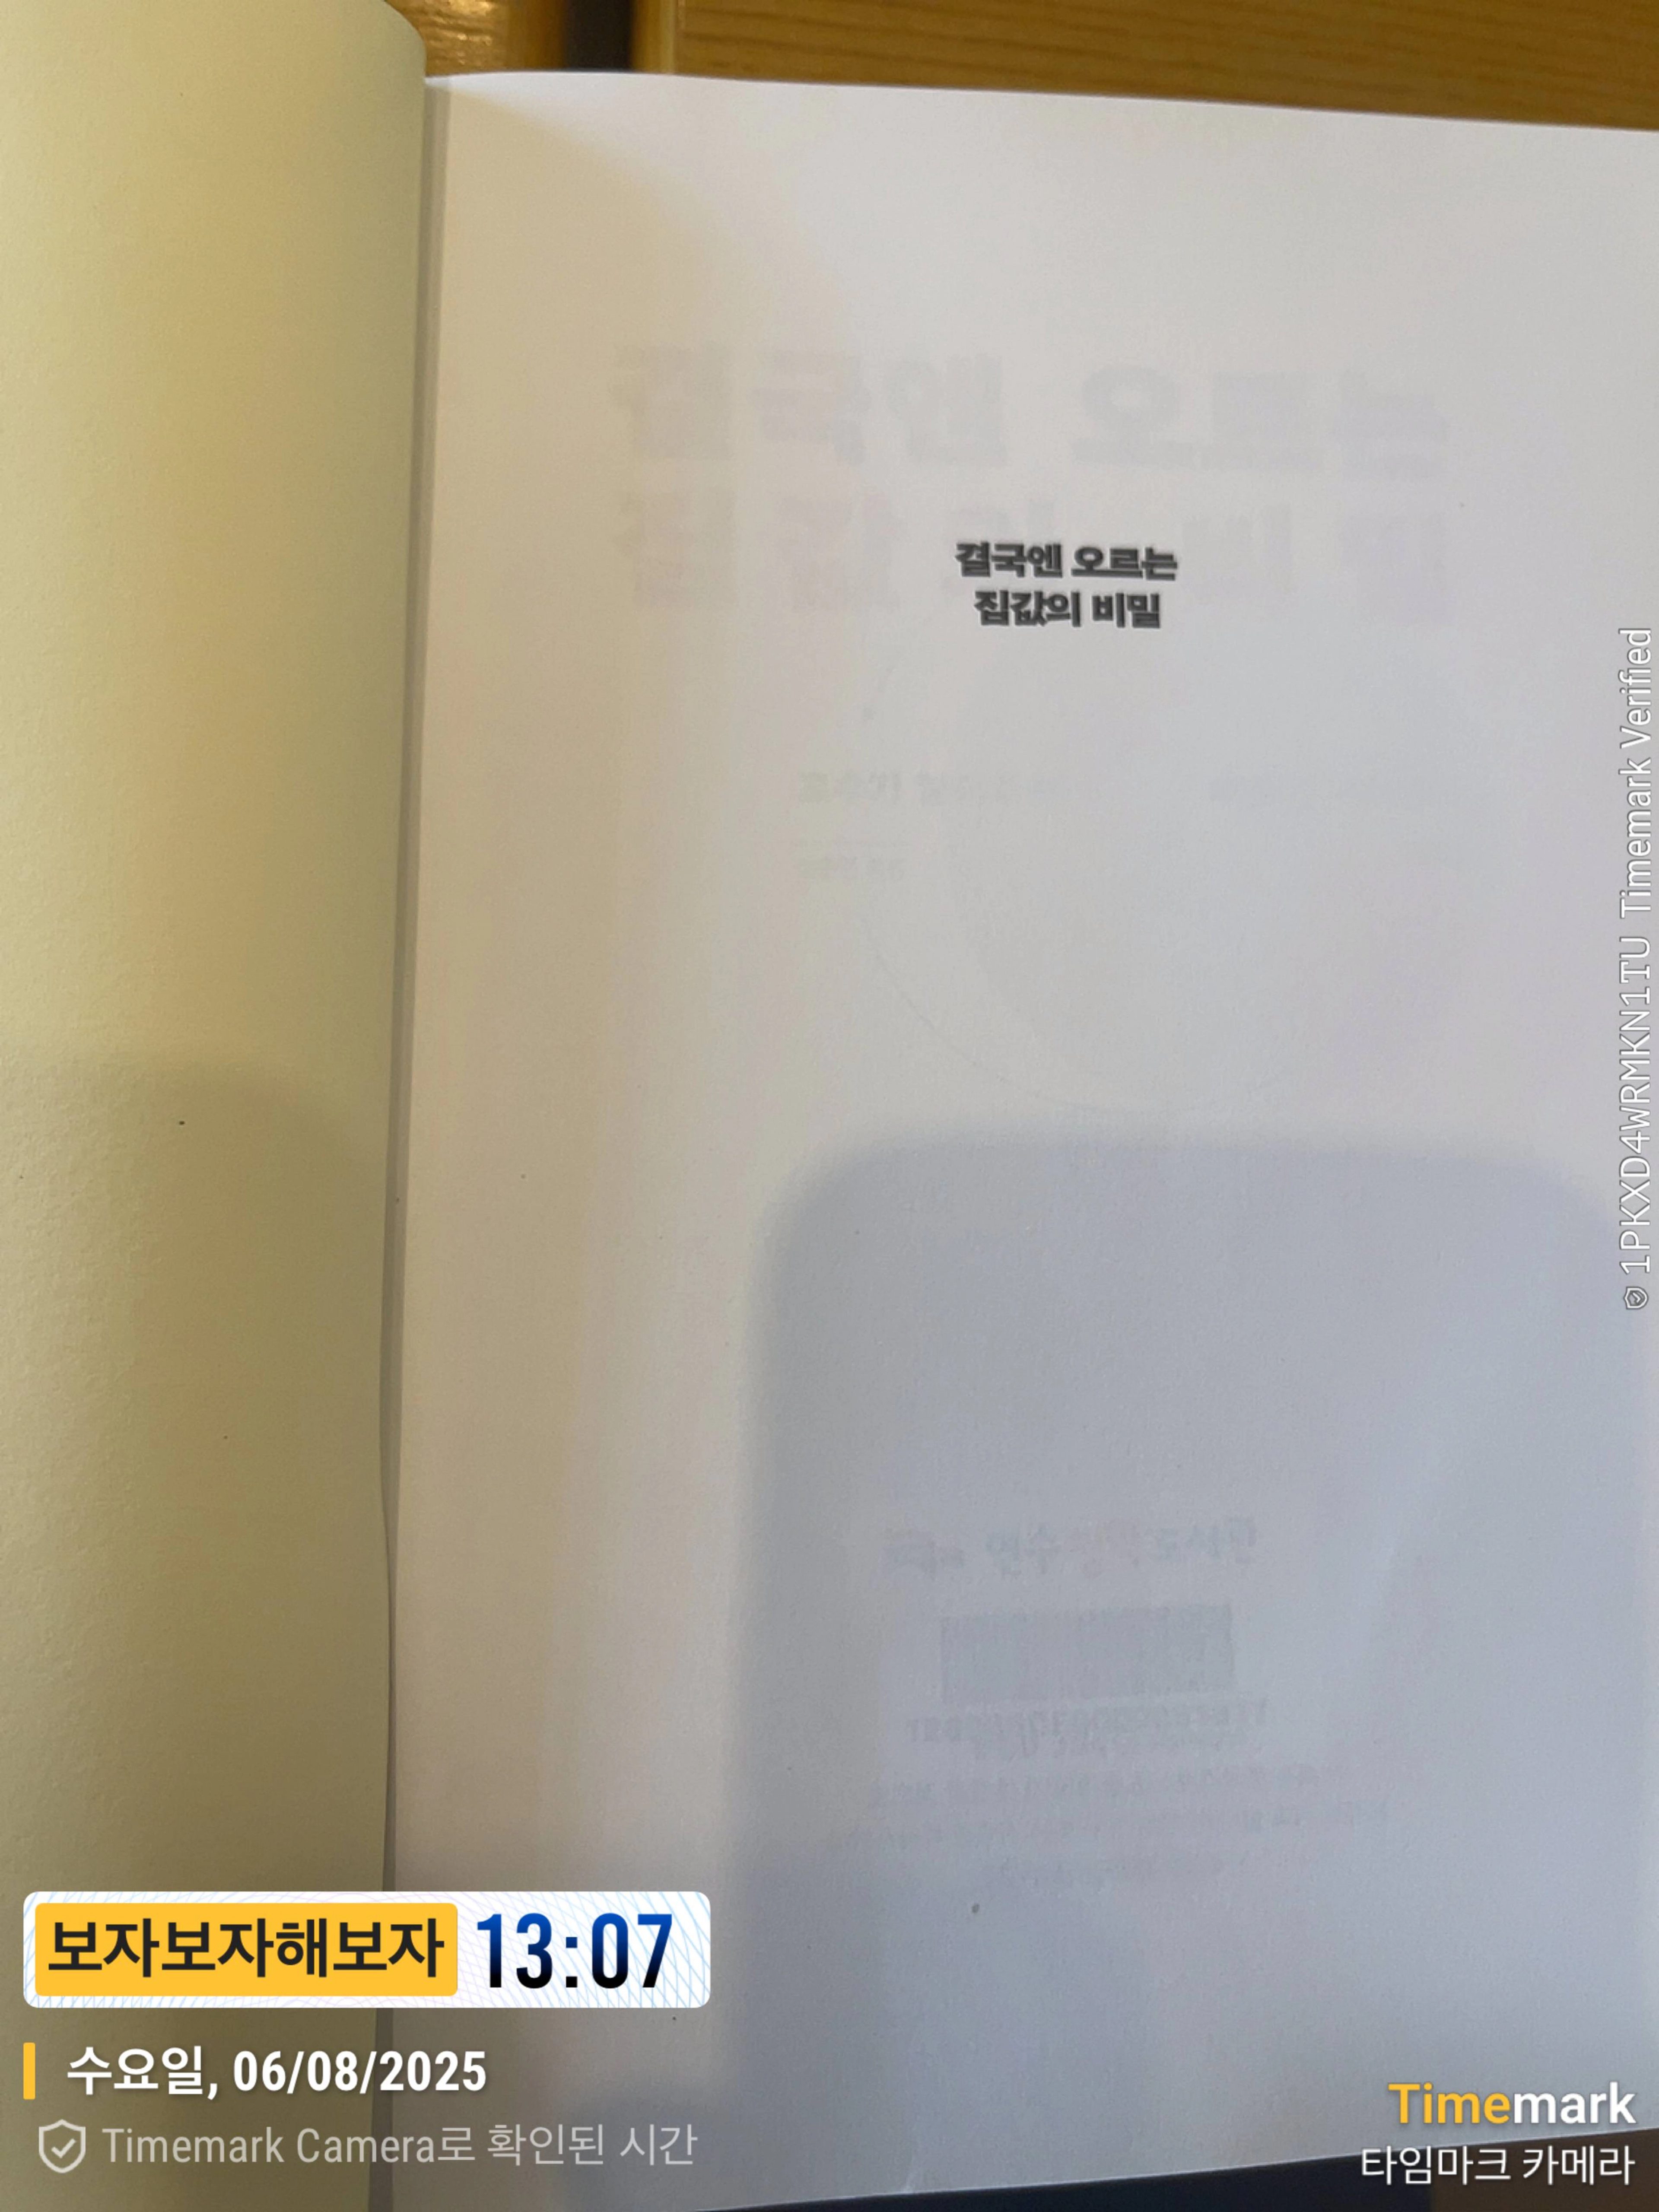 결국엔 오르는
집값의 비밀
보자보자해보자 13:07
수요일, 06/08/2025
Timemark Camera로 확인된 시간
Timemark
타임마크 카메라
1PKXD4WRMKN1TU Timemark Verified